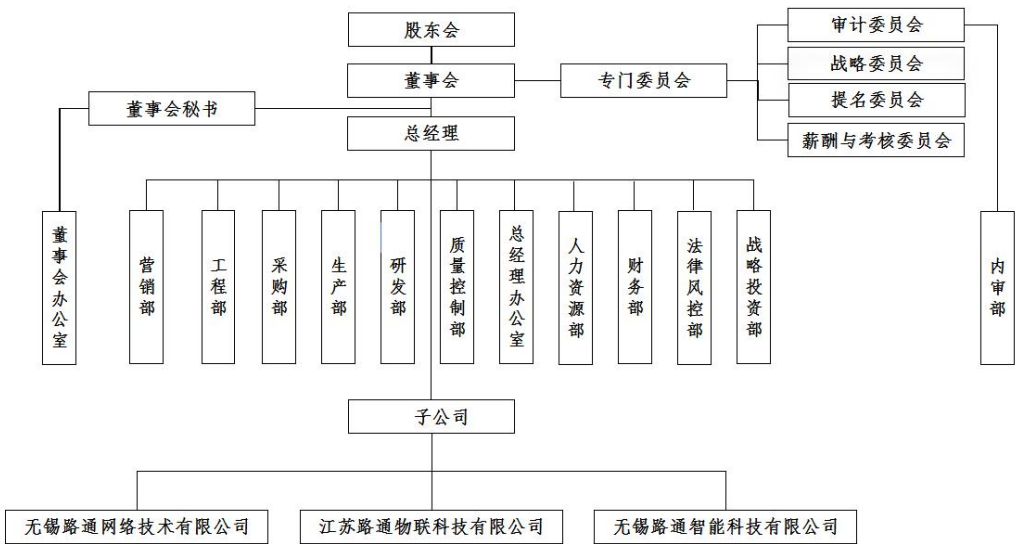 股东会
审计委员会
董事会
专门委员会
战略委员会
董事会秘书
提名委员会
总经理
薪酬与考核委员会
董事会办公室
营销部
工程部
采购部
生产部
研发部
质量控制部
总经理办公室
人力资源部
财务部
法律风控部
战略投资部
内审部
子公司
无锡路通网络技术有限公司
江苏路通物联科技有限公司
无锡路通智能科技有限公司